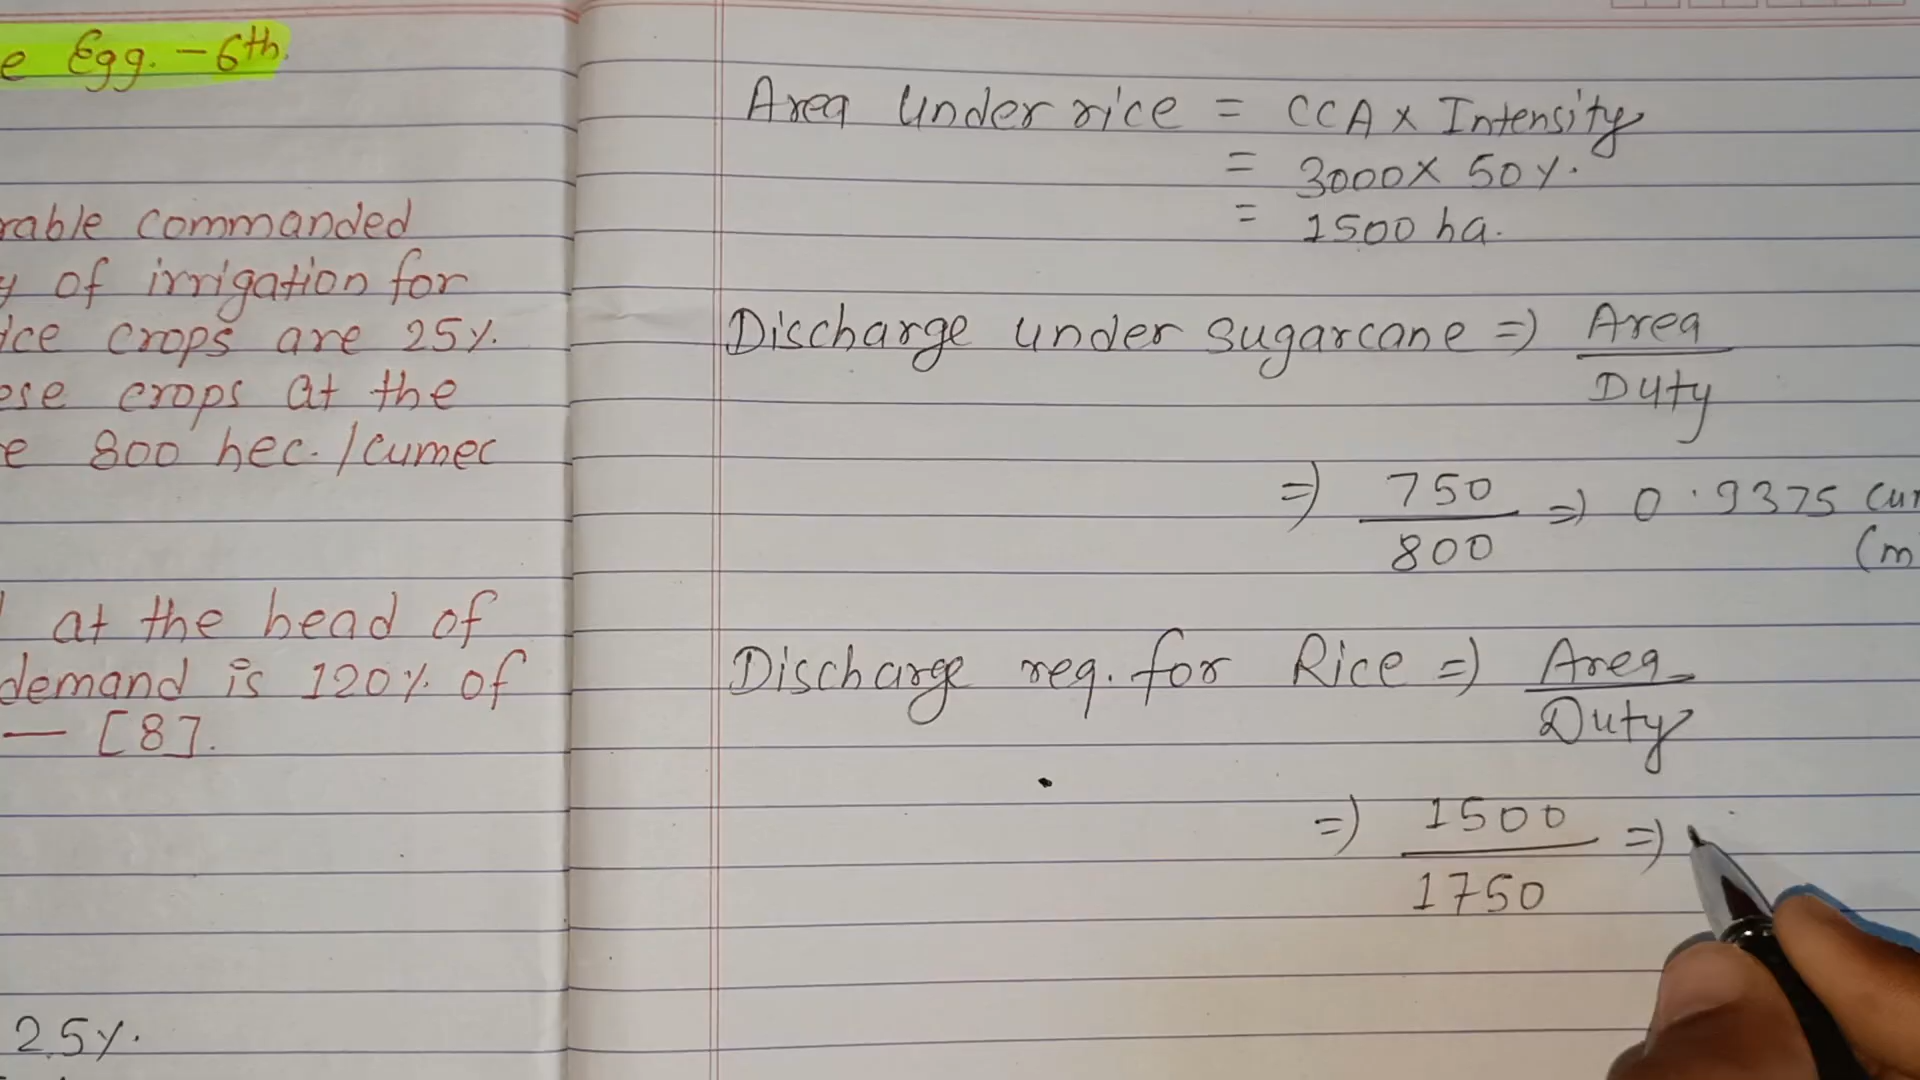 e Egg. - 6th.
rable commanded
y of irrigation for
ice crops are 25%.
ese crops at the
e 800 hec. / cumec
at the head of
demand is 120% of
— [8].
25%.
Area under rice = CCA x Intensity
= 3000 x 50%.
= 1500 ha.
Discharge under sugarcane => Area
Duty
=> 750 => 0.9375 cu
800 (m
Discharge req. for Rice => Area
Duty
=> 1500 =>
1750